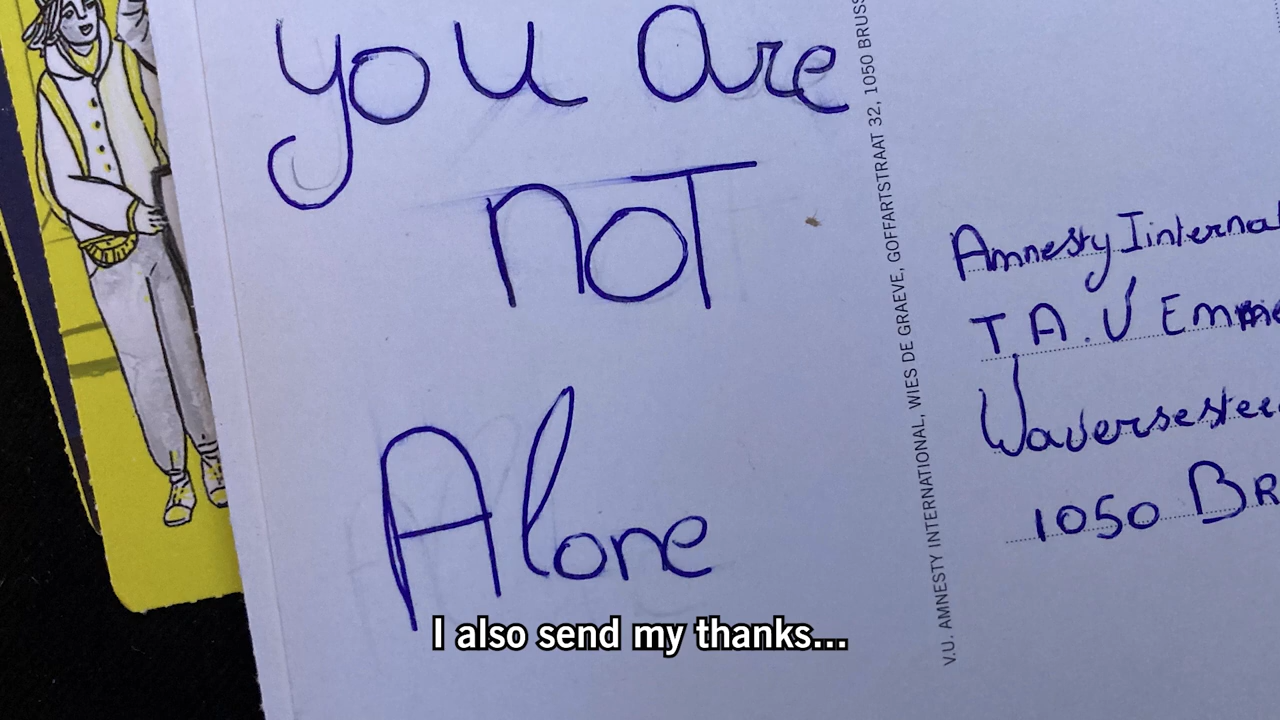 you are
not
Alone
V.U. AMNESTY INTERNATIONAL, WIES DE GRAEVE, GOFFARTSTRAAT 32, 1050 BRUSS
Amnesty Iinternat
T.A.V Emme
Waversestee
1050 BR
I also send my thanks...